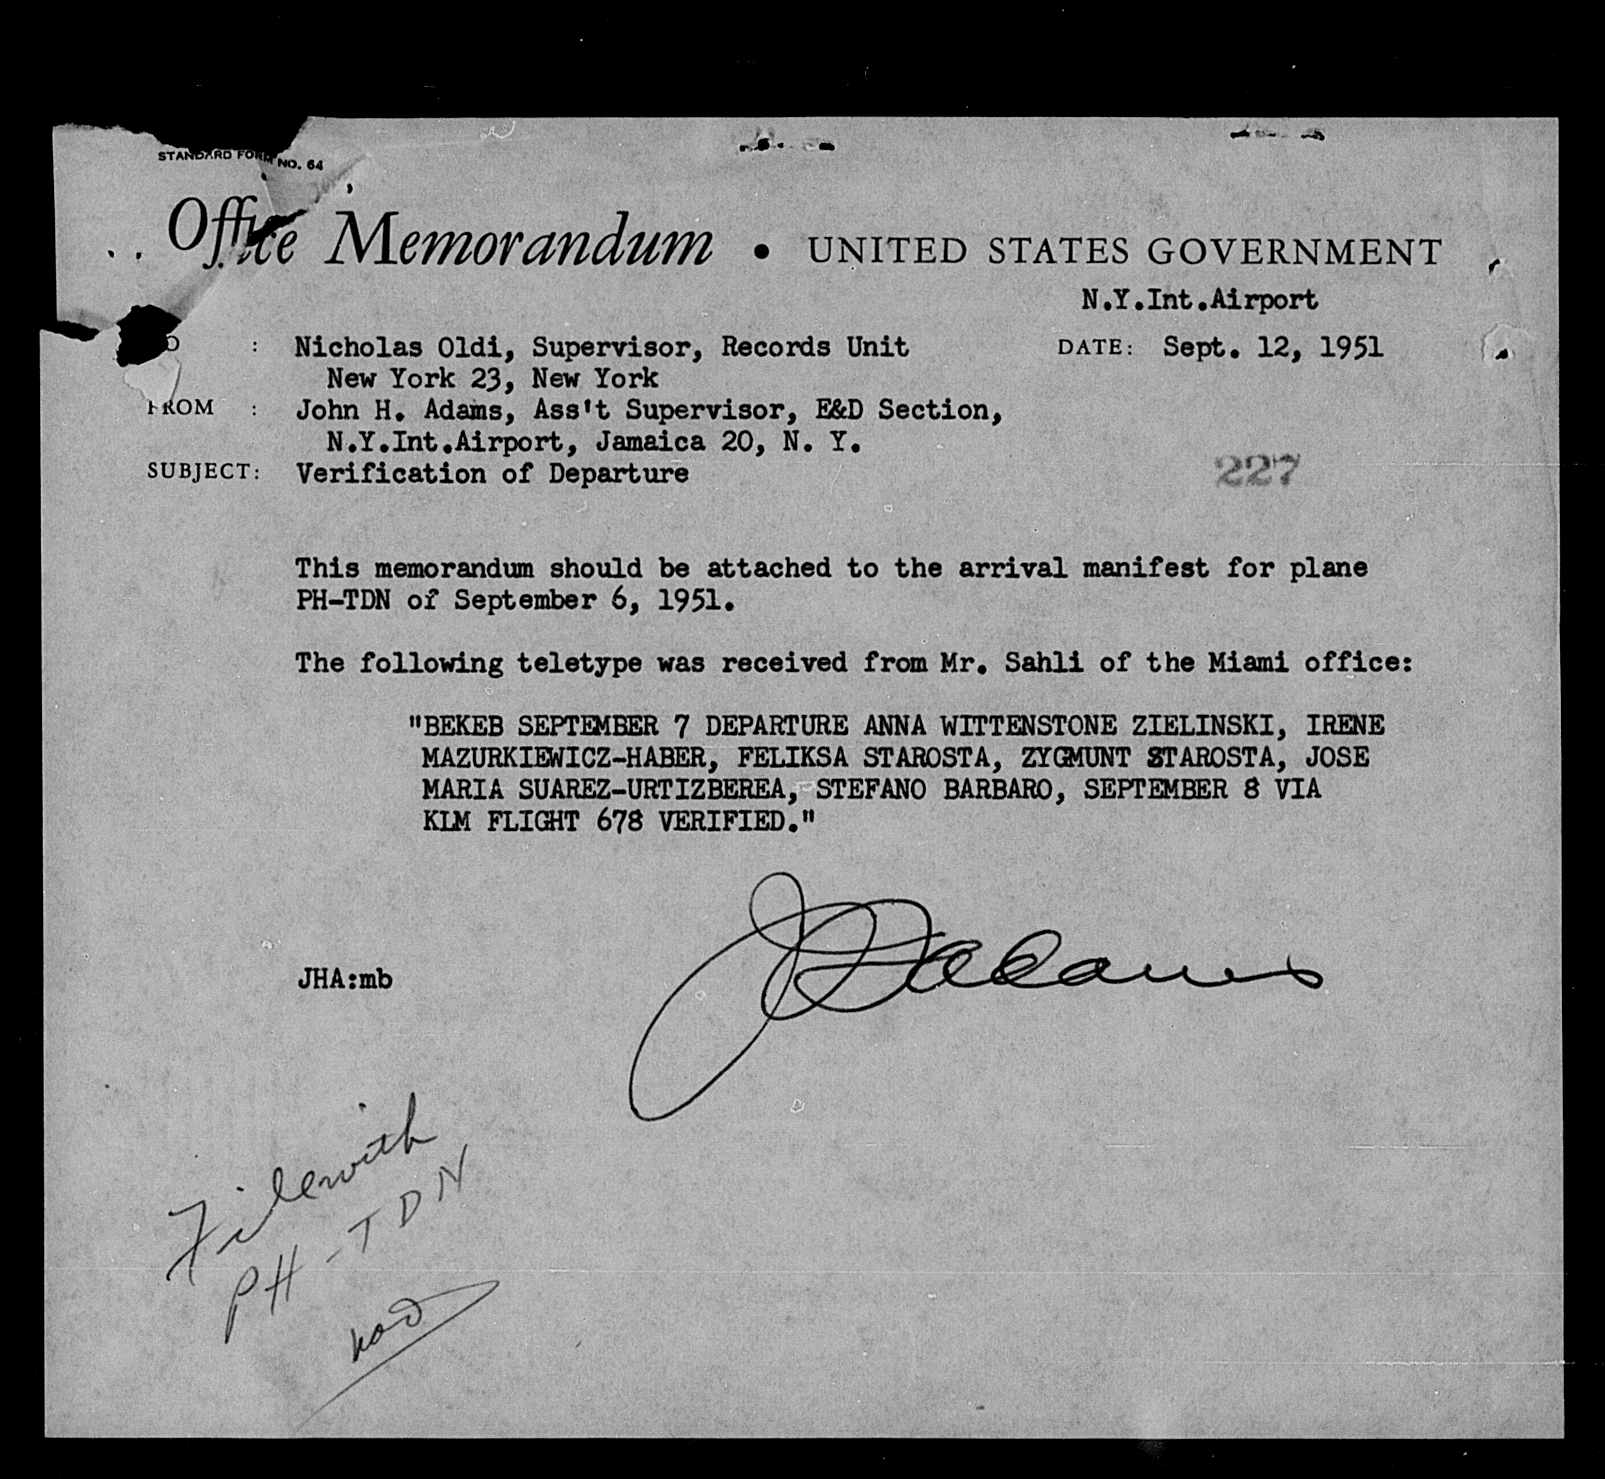 STANDARD FORM NO. 64
Office Memorandum • UNITED STATES GOVERNMENT
N.Y.Int.Airport
TO : Nicholas Oldi, Supervisor, Records Unit DATE: Sept. 12, 1951
New York 23, New York
FROM : John H. Adams, Ass't Supervisor, E&D Section,
N.Y.Int.Airport, Jamaica 20, N. Y.
SUBJECT: Verification of Departure
227
This memorandum should be attached to the arrival manifest for plane
PH-TDN of September 6, 1951.
The following teletype was received from Mr. Sahli of the Miami office:
"BEKEB SEPTEMBER 7 DEPARTURE ANNA WITTENSTONE ZIELINSKI, IRENE
MAZURKIEWICZ-HABER, FELIKSA STAROSTA, ZYGMUNT STAROSTA, JOSE
MARIA SUAREZ-URTIZBEREA, STEFANO BARBARO, SEPTEMBER 8 VIA
KLM FLIGHT 678 VERIFIED."
JHAdams
JHA:mb
File with
PH-TDN